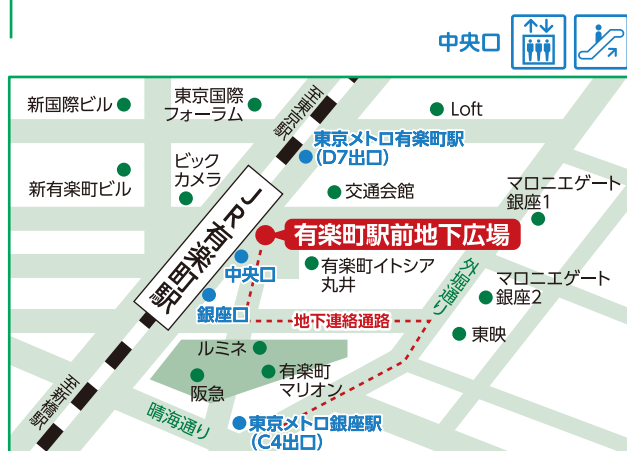 中央口
新国際ビル
東京国際
フォーラム
至東京駅
Loft
東京メトロ有楽町駅
(D7出口)
新有楽町ビル
ビック
カメラ
交通会館
マロニエゲート
銀座1
JR有楽町駅
有楽町駅前地下広場
中央口
有楽町イトシア
丸井
外堀通り
マロニエゲート
銀座2
銀座口
地下連絡通路
東映
ルミネ
有楽町
マリオン
阪急
至新橋駅
晴海通り
東京メトロ銀座駅
(C4出口)